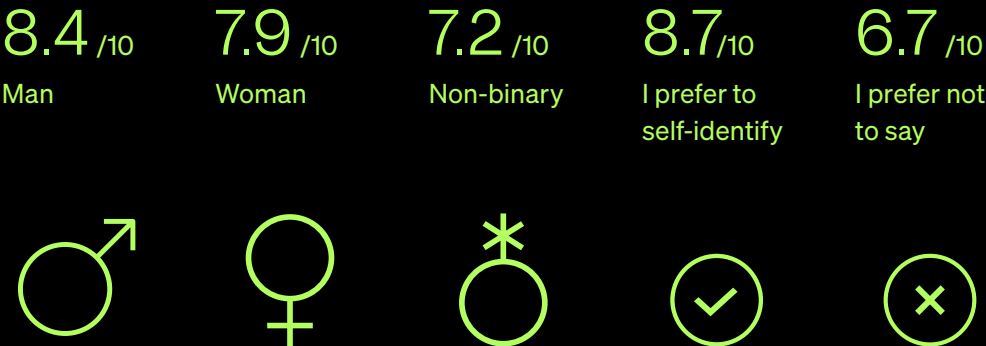 8.4 /10
Man
7.9 /10
Woman
7.2 /10
Non-binary
8.7/10
I prefer to
self-identify
6.7 /10
I prefer not
to say